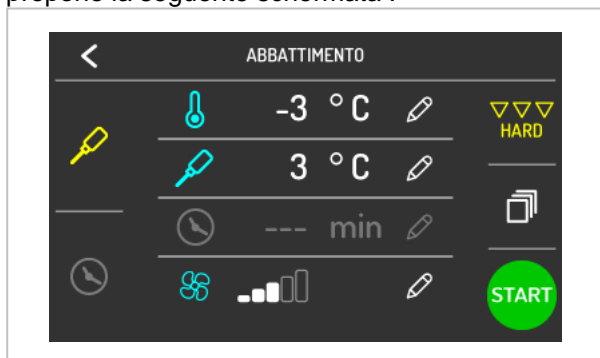 propone la seguente schermata :
ABBATTIMENTO
-3 °C
HARD
3 °C
--- min
START